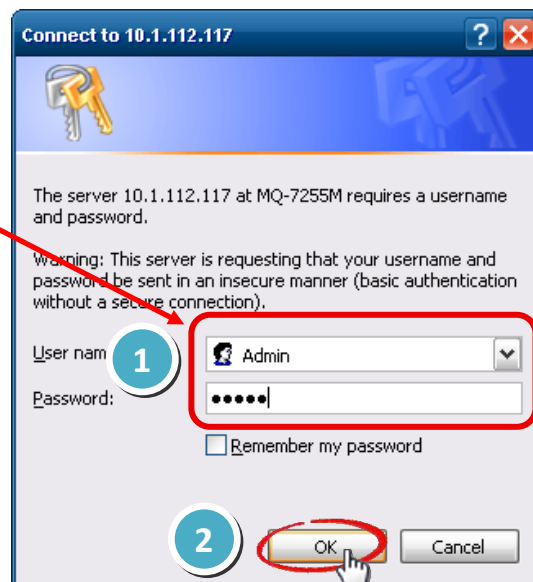 Connect to 10.1.112.117
The server 10.1.112.117 at MQ-7255M requires a username
and password.
Warning: This server is requesting that your username and
password be sent in an insecure manner (basic authentication
without a secure connection).
User nam
1
Admin
Password:
●●●●●
Remember my password
2
OK
Cancel